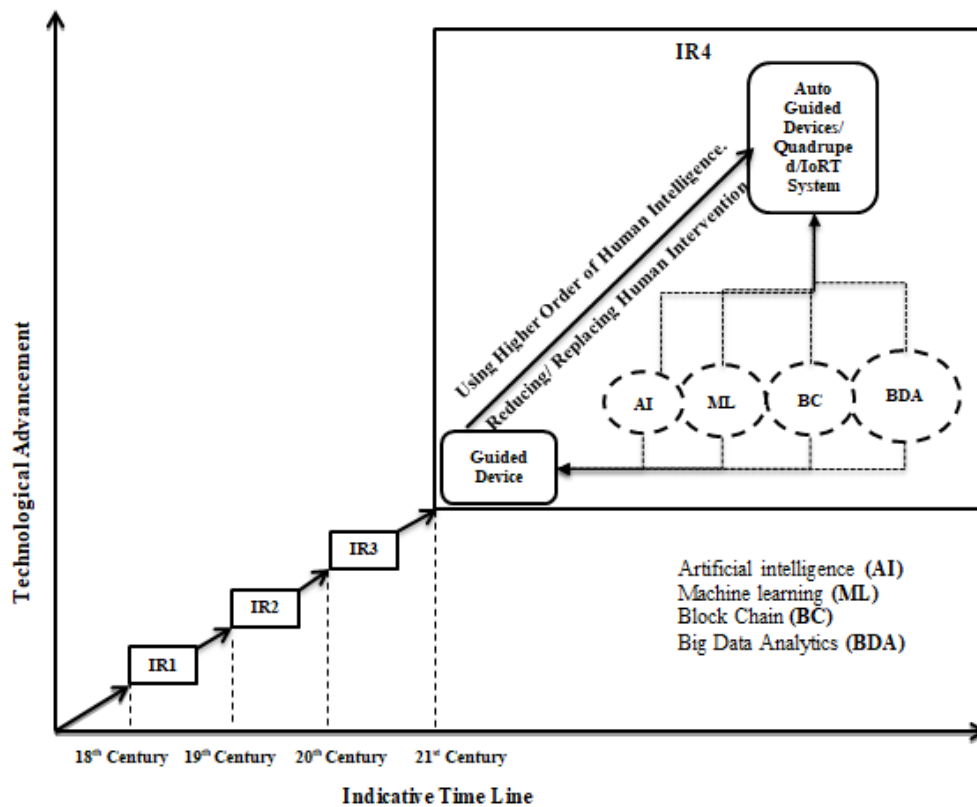 IR4
Auto
Guided
Devices/
Quadrupe
d/IoRT
System
Using Higher Order of Human Intelligence.
Reducing/ Replacing Human Intervention
AI
ML
BC
BDA
Guided
Device
IR3
IR2
IR1
Artificial intelligence (AI)
Machine learning (ML)
Block Chain (BC)
Big Data Analytics (BDA)
Technological Advancement
18th Century
19th Century
20th Century
21st Century
Indicative Time Line